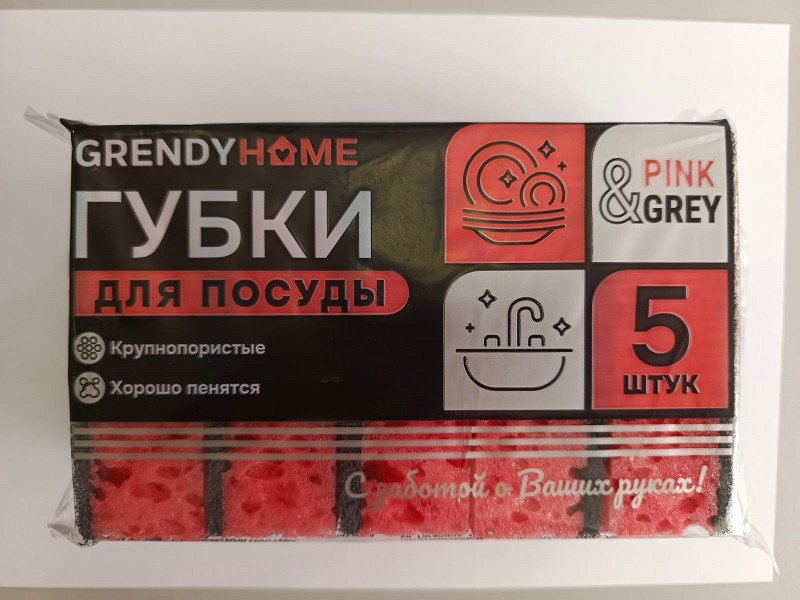 GRENDYHOME
ГУБКИ
ДЛЯ ПОСУДЫ
Крупнопористые
Хорошо пенятся
PINK
&GREY
5
ШТУК
С заботой о Ваших руках!